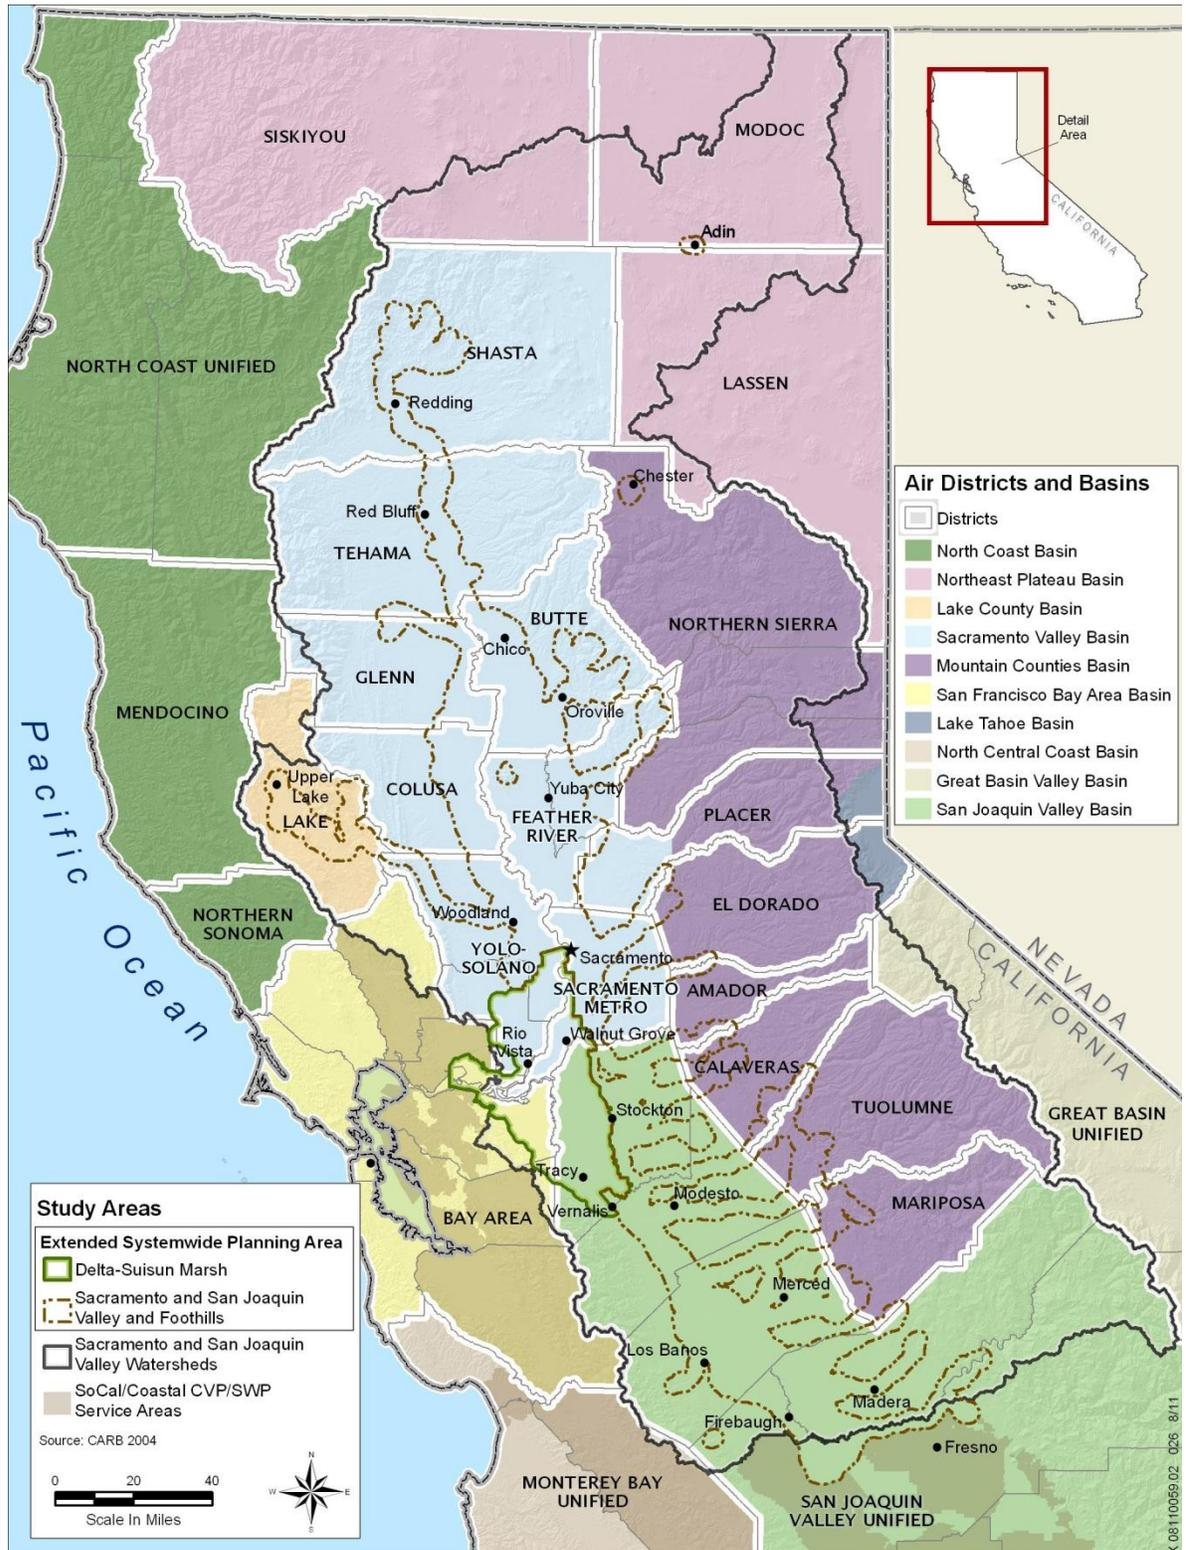 SISKIYOU
MODOC
Detail
Area
CALIFORNIA
Adin
SHASTA
NORTH COAST UNIFIED
LASSEN
Redding
Chester
Red Bluff
TEHAMA
BUTTE
NORTHERN SIERRA
Chico
GLENN
MENDOCINO
Oroville
Upper
Lake
COLUSA
Yuba City
LAKE
FEATHER
RIVER
PLACER
EL DORADO
NORTHERN
SONOMA
Woodland
YOLO-
SOLANO
Sacramento
SACRAMENTO
METRO
AMADOR
Rio
Vista
Walnut Grove
CALAVERAS
Stockton
TUOLUMNE
GREAT BASIN
UNIFIED
NEVADA
CALIFORNIA
Tracy
Modesto
Vernalis
MARIPOSA
BAY AREA
Merced
Los Banos
Madera
Firebaugh
Fresno
MONTEREY BAY
UNIFIED
SAN JOAQUIN
VALLEY UNIFIED
Pacific Ocean
Air Districts and Basins
Districts
North Coast Basin
Northeast Plateau Basin
Lake County Basin
Sacramento Valley Basin
Mountain Counties Basin
San Francisco Bay Area Basin
Lake Tahoe Basin
North Central Coast Basin
Great Basin Valley Basin
San Joaquin Valley Basin
Study Areas
Extended Systemwide Planning Area
Delta-Suisun Marsh
Sacramento and San Joaquin
Valley and Foothills
Sacramento and San Joaquin
Valley Watersheds
SoCal/Coastal CVP/SWP
Service Areas
Source: CARB 2004
0 20 40
Scale In Miles
N
W E
S
X 08110059.02 026 8/11